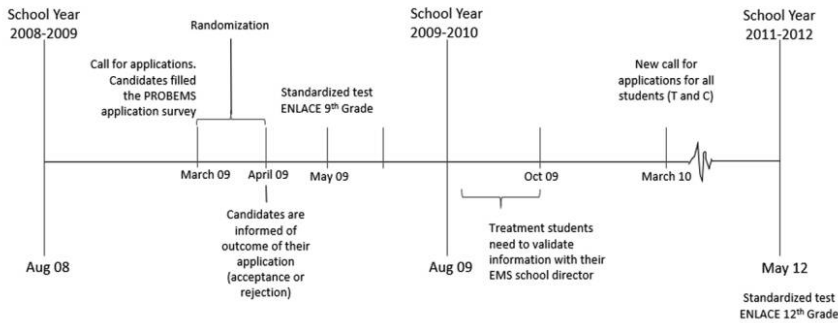 School Year
2008-2009
Randomization
School Year
2009-2010
School Year
2011-2012
Call for applications.
Candidates filled
the PROBEMS
application survey
Standardized test
ENLACE 9th Grade
New call for
applications for all
students (T and C)
March 09
April 09
May 09
Oct 09
March 10
Candidates are
informed of
outcome of their
application
(acceptance or
rejection)
Treatment students
need to validate
information with their
EMS school director
Aug 08
Aug 09
May 12
Standardized test
ENLACE 12th Grade